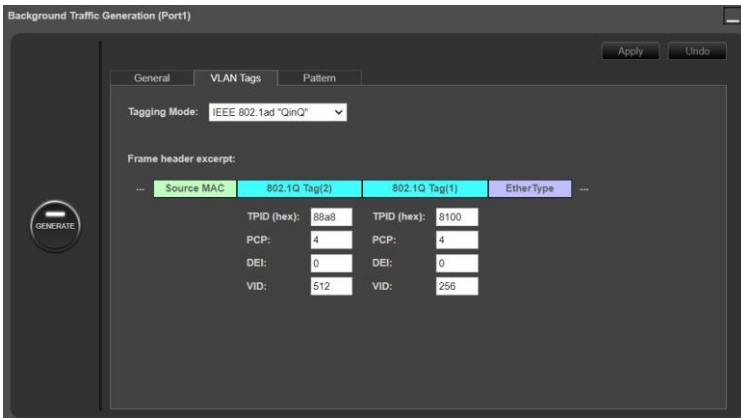 Background Traffic Generation (Port1)
Apply Undo
General VLAN Tags Pattern
Tagging Mode: IEEE 802.1ad "QinQ"
Frame header excerpt:
... Source MAC 802.1Q Tag(2) 802.1Q Tag(1) EtherType ...
TPID (hex): 88a8 TPID (hex): 8100
GENERATE
PCP: 4 PCP: 4
DEI: 0 DEI: 0
VID: 512 VID: 256